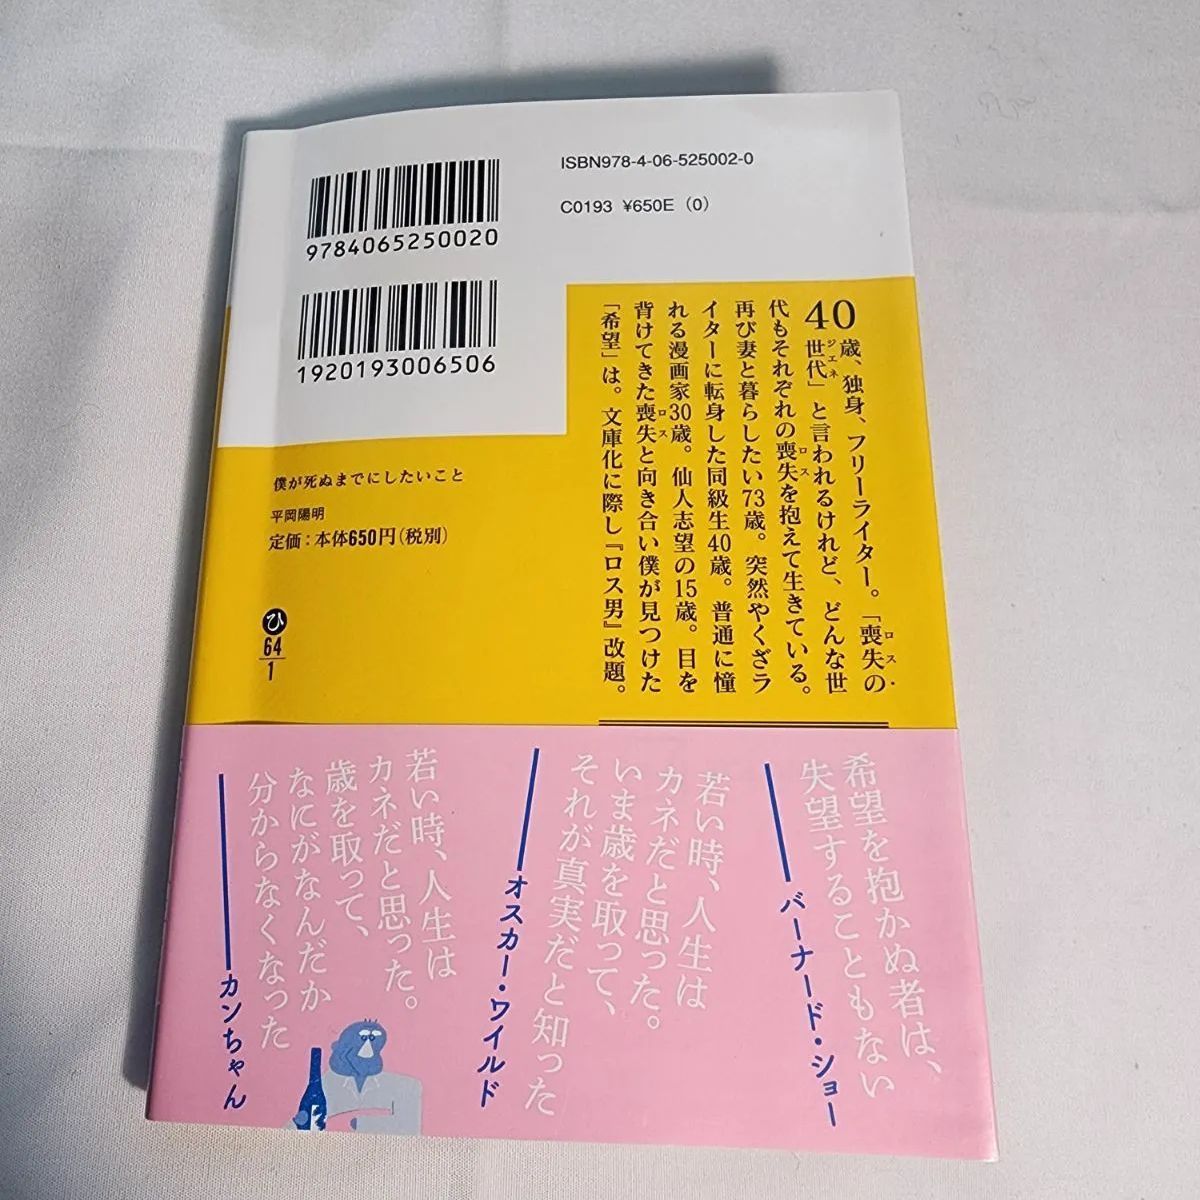 ISBN978-4-06-525002-0
C0193 ¥650E (0)
9784065250020
1920193006506
40歳、独身、フリーライター。「喪失の
ロス・
世代」と言われるけれど、どんな世
ジエネ
代もそれぞれの喪失を抱えて生きている。
ロス
再び妻と暮らしたい73歳。突然やくざラ
イターに転身した同級生40歳。普通に憧
れる漫画家30歳。仙人志望の15歳。目を
背けてきた喪失と向き合い僕が見つけた
ロス
「希望」は。文庫化に際し『ロス男』改題。
僕が死ぬまでにしたいこと
平岡陽明
定価：本体650円（税別）
ひ
64
1
希望を抱かぬ者は、
失望することもない
バーナード・ショー
若い時、人生は
カネだと思った。
いま歳を取って、
それが真実だと知った
オスカー・ワイルド
若い時、人生は
カネだと思った。
歳を取って、
なにがなんだか
分からなくなった
カンちゃん